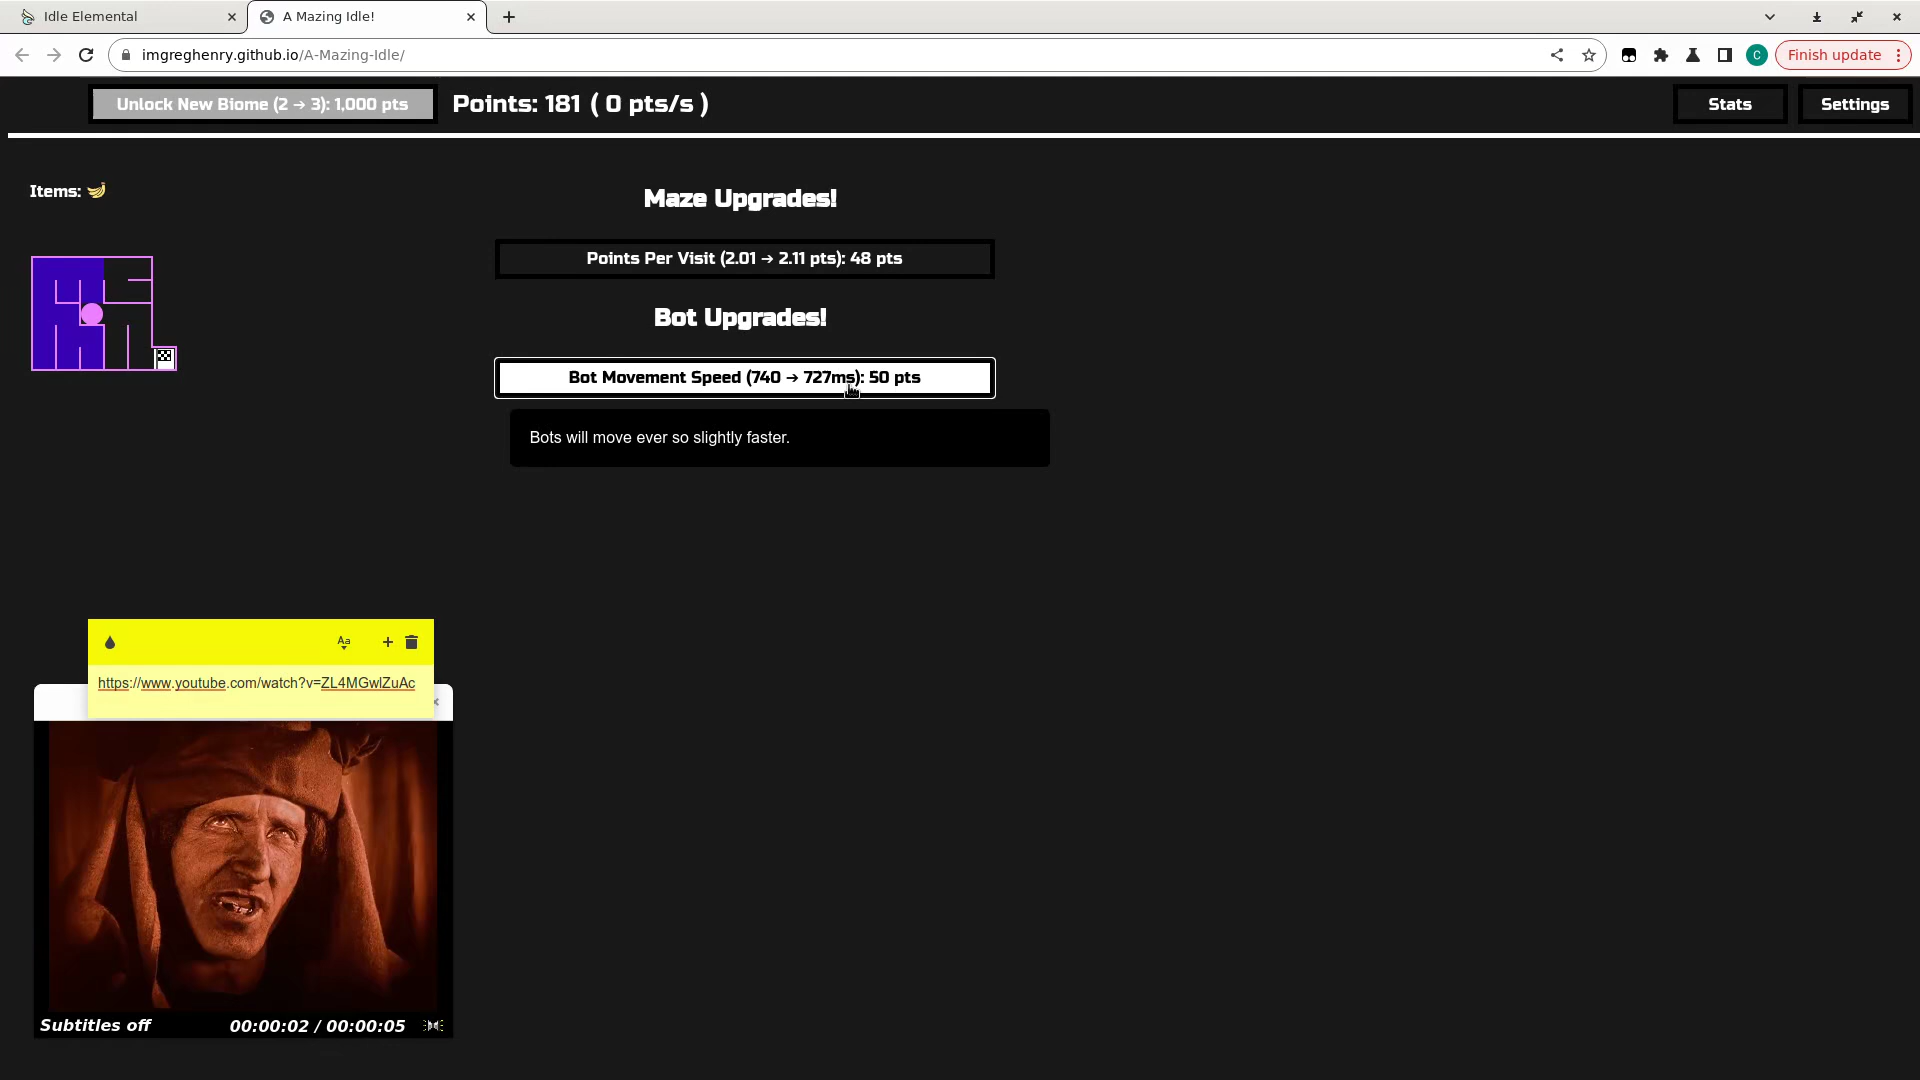 Idle Elemental
A Mazing Idle!
imgreghenry.github.io/A-Mazing-Idle/
C
Finish update
Unlock New Biome (2 → 3): 1,000 pts
Points: 181 ( 0 pts/s )
Stats
Settings
Items:
Maze Upgrades!
Points Per Visit (2.01 → 2.11 pts): 48 pts
Bot Upgrades!
Bot Movement Speed (740 → 727ms): 50 pts
Bots will move ever so slightly faster.
Aa
https://www.youtube.com/watch?v=ZL4MGwlZuAc
Subtitles off
00:00:02 / 00:00:05